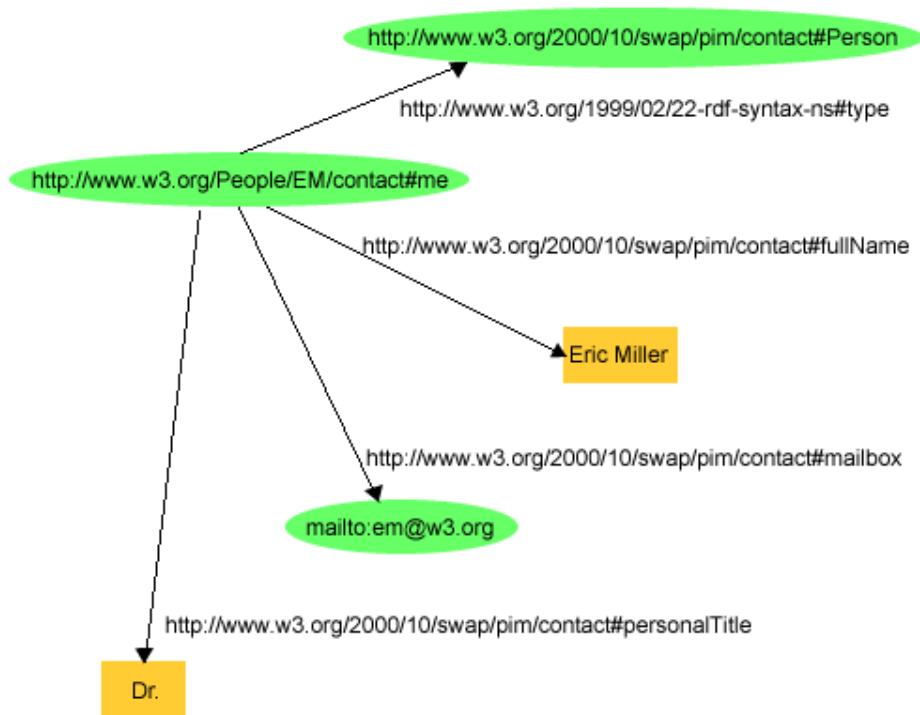 http://www.w3.org/2000/10/swap/pim/contact#Person
http://www.w3.org/1999/02/22-rdf-syntax-ns#type
http://www.w3.org/People/EM/contact#me
http://www.w3.org/2000/10/swap/pim/contact#fullName
Eric Miller
http://www.w3.org/2000/10/swap/pim/contact#mailbox
mailto:em@w3.org
http://www.w3.org/2000/10/swap/pim/contact#personalTitle
Dr.